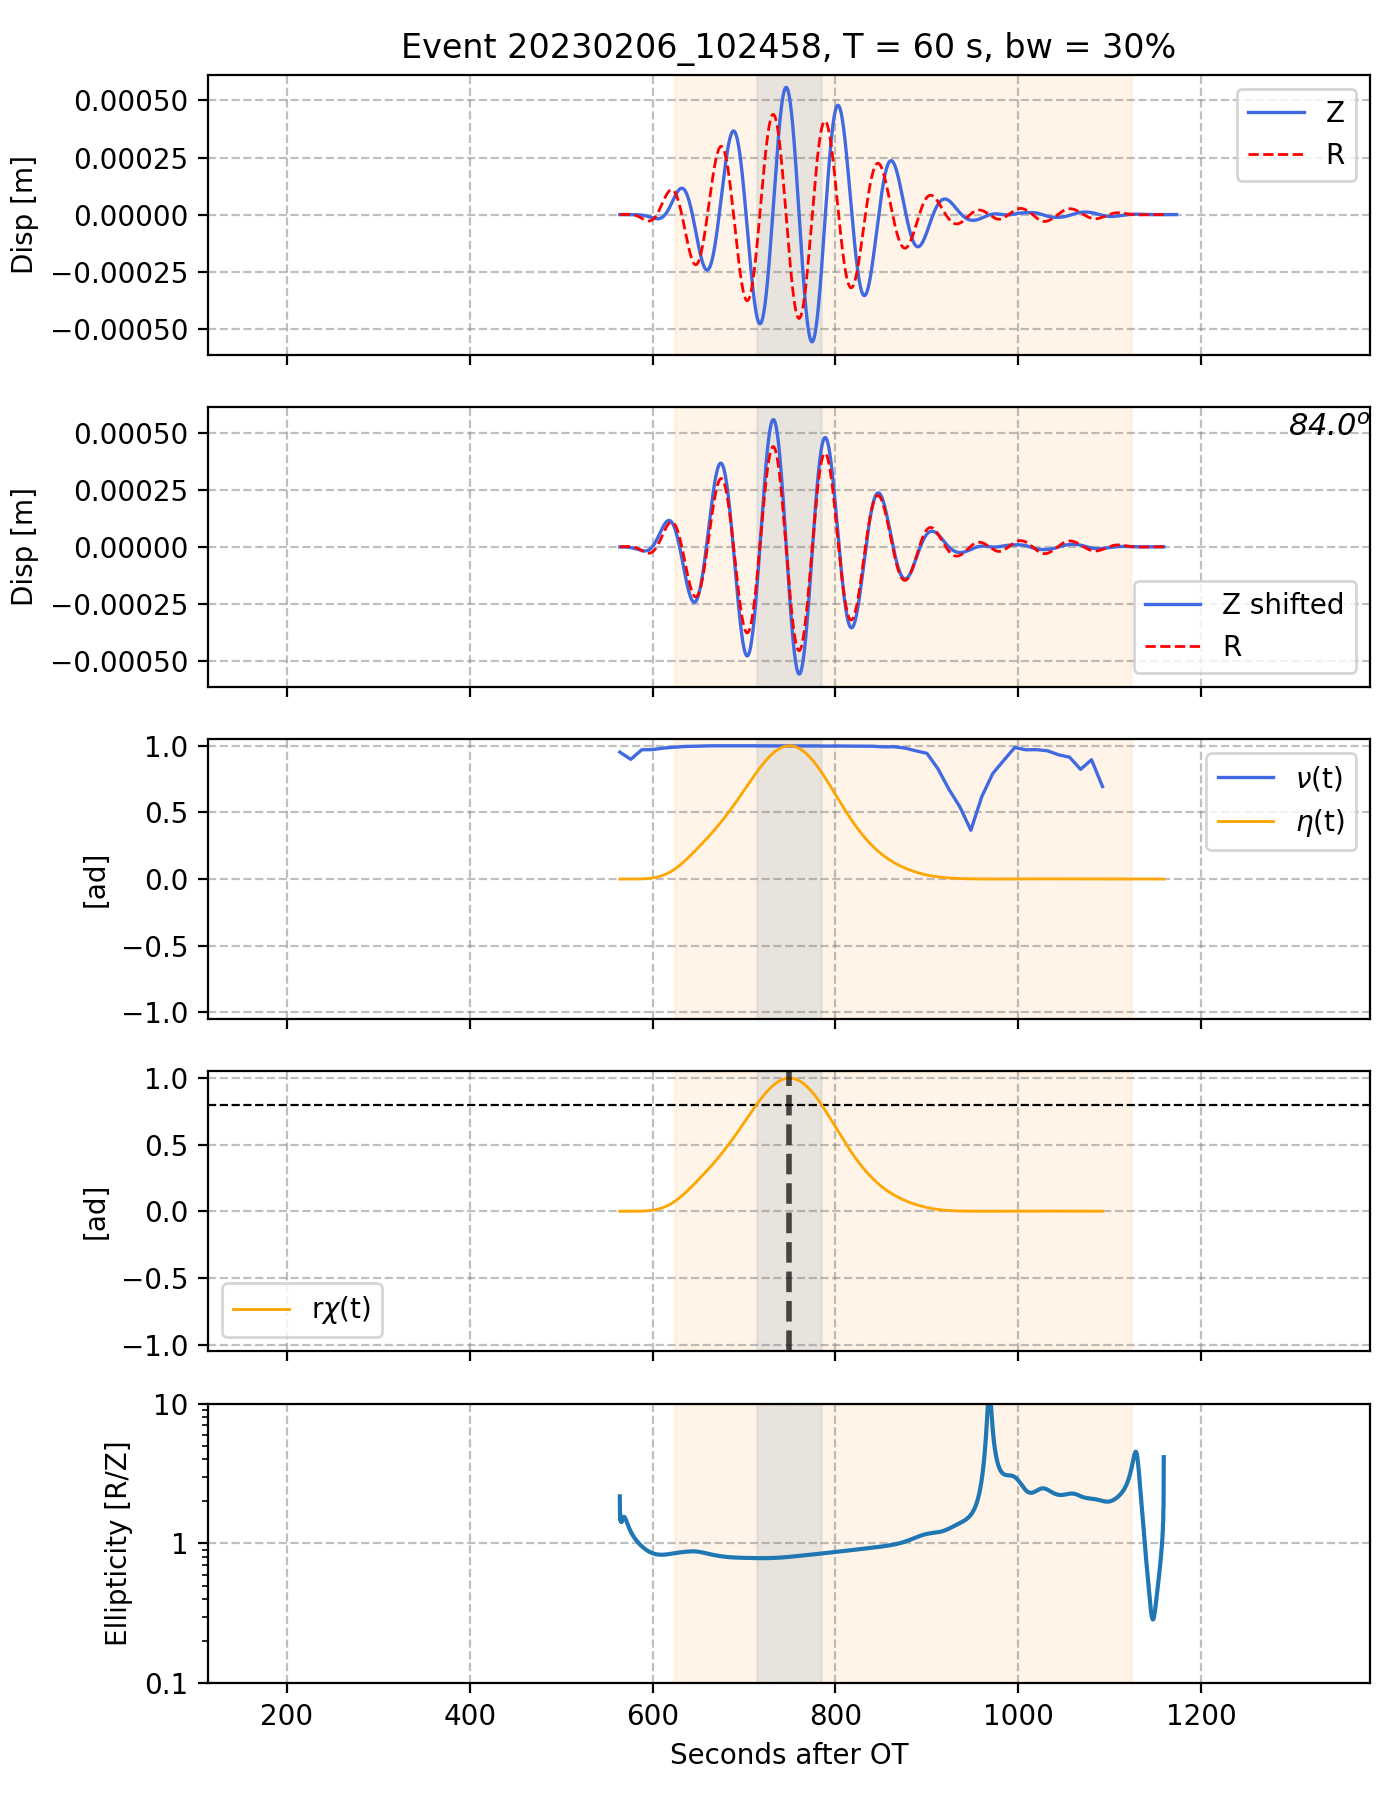 Event 20230206_102458, T = 60 s, bw = 30%
Disp [m]
0.00050
0.00025
0.00000
−0.00025
−0.00050
Z
R
Disp [m]
0.00050
0.00025
0.00000
−0.00025
−0.00050
84.0°
Z shifted
R
[ad]
1.0
0.5
0.0
−0.5
−1.0
ν(t)
η(t)
[ad]
1.0
0.5
0.0
−0.5
−1.0
rχ(t)
Ellipticity [R/Z]
10
1
0.1
200 400 600 800 1000 1200
Seconds after OT